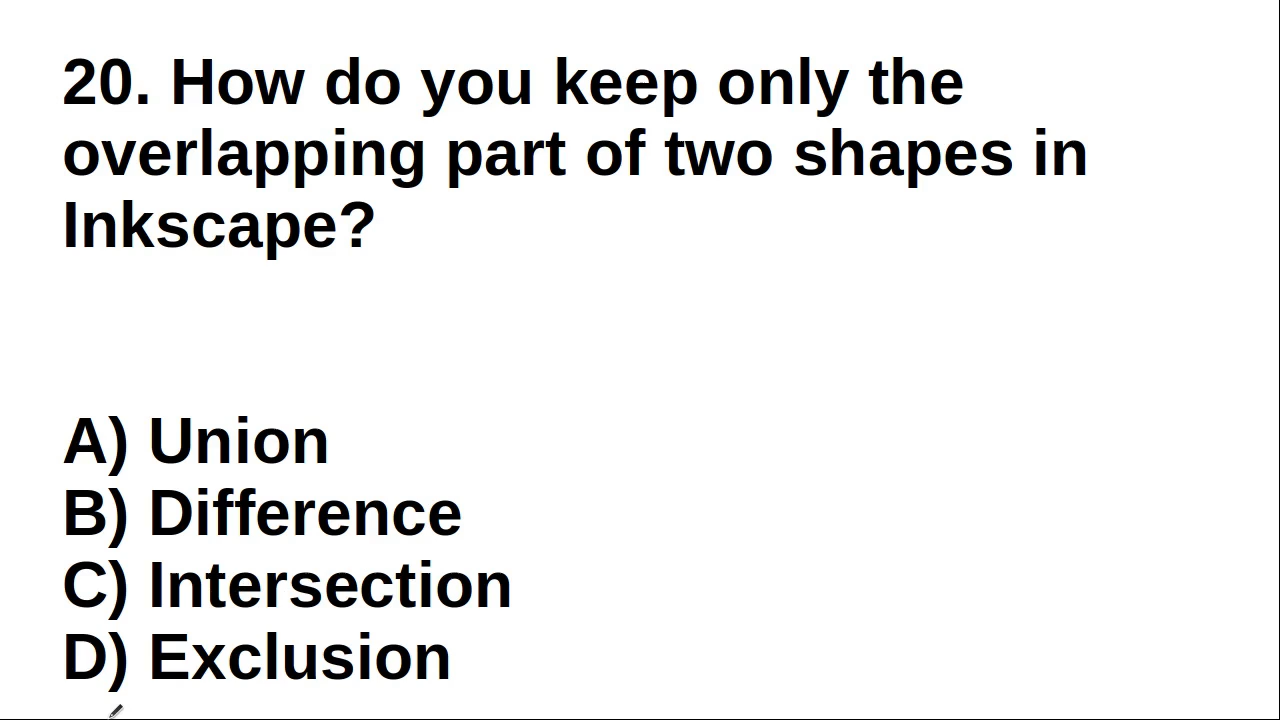 20. How do you keep only the
overlapping part of two shapes in
Inkscape?
A) Union
B) Difference
C) Intersection
D) Exclusion